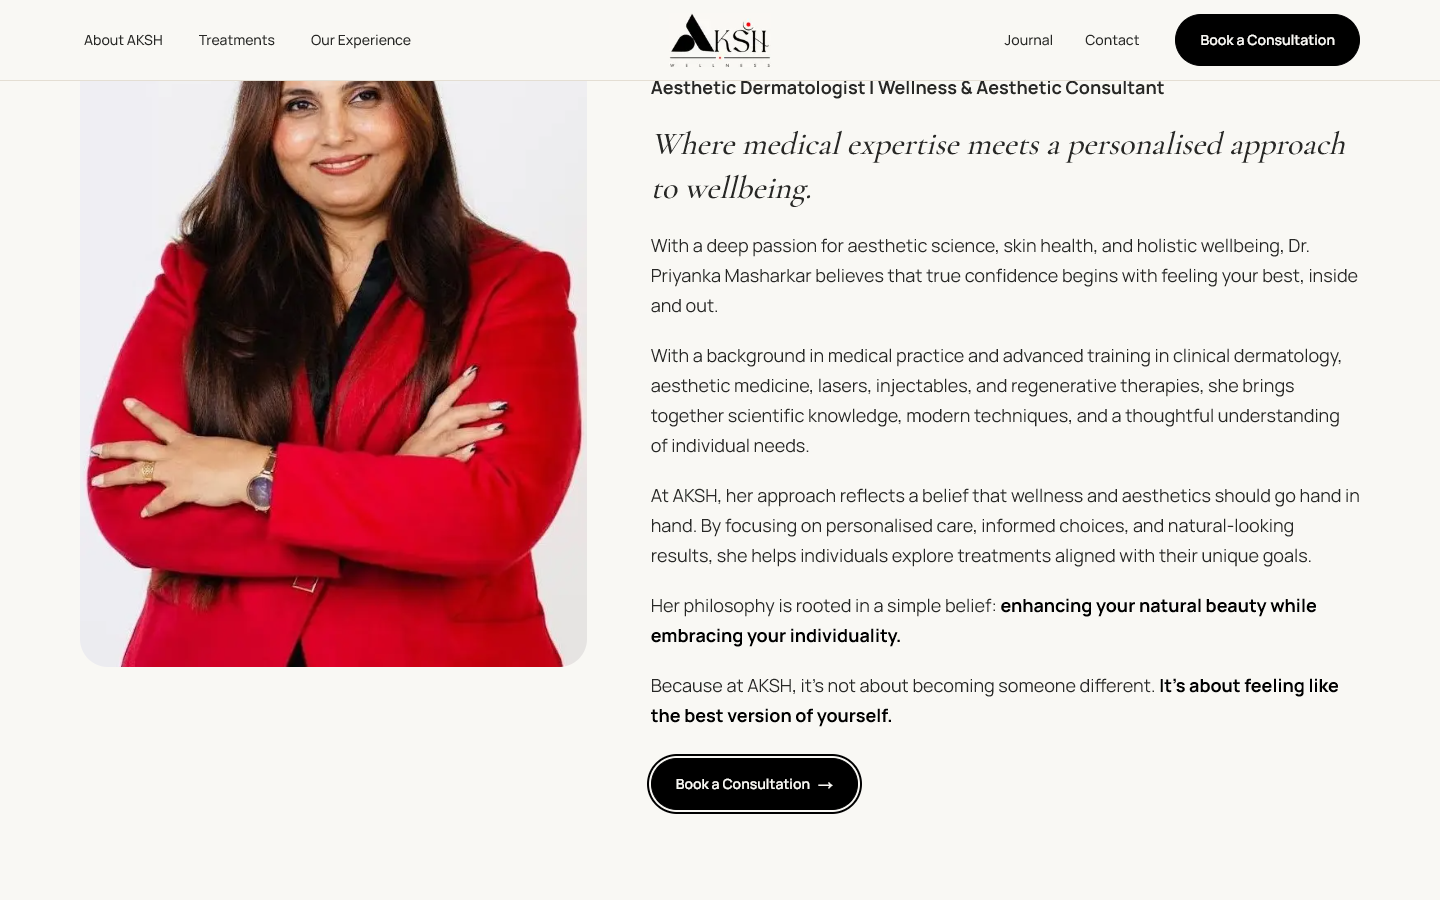 About AKSH
Treatments
Our Experience
AKSH
WELLMEDZ
Journal
Contact
Book a Consultation
Aesthetic Dermatologist | Wellness & Aesthetic Consultant
Where medical expertise meets a personalised approach
to wellbeing.
With a deep passion for aesthetic science, skin health, and holistic wellbeing, Dr.
Priyanka Masharkar believes that true confidence begins with feeling your best, inside
and out.
With a background in medical practice and advanced training in clinical dermatology,
aesthetic medicine, lasers, injectables, and regenerative therapies, she brings
together scientific knowledge, modern techniques, and a thoughtful understanding
of individual needs.
At AKSH, her approach reflects a belief that wellness and aesthetics should go hand in
hand. By focusing on personalised care, informed choices, and natural-looking
results, she helps individuals explore treatments aligned with their unique goals.
Her philosophy is rooted in a simple belief: enhancing your natural beauty while
embracing your individuality.
Because at AKSH, it’s not about becoming someone different. It’s about feeling like
the best version of yourself.
Book a Consultation →